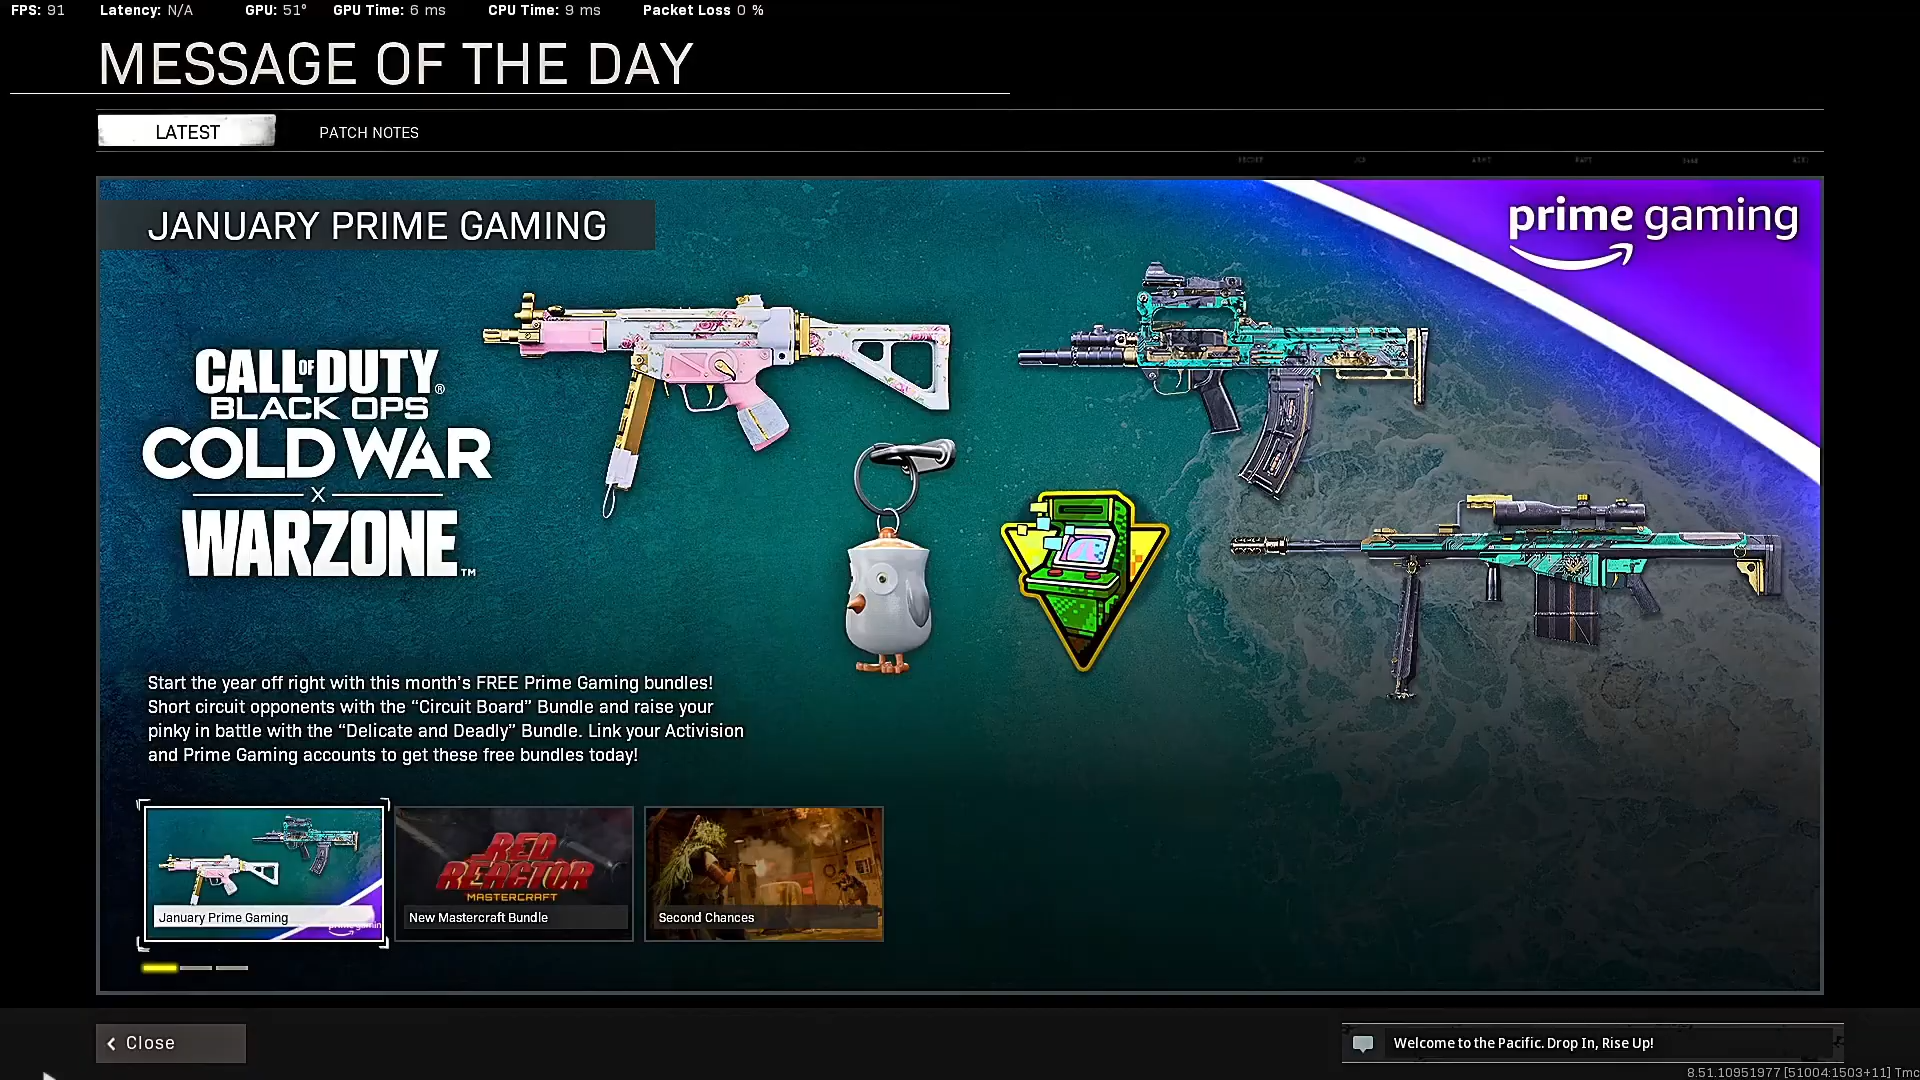 FPS: 91 Latency: N/A GPU: 51° GPU Time: 6 ms CPU Time: 9 ms Packet Loss 0 %
MESSAGE OF THE DAY
LATEST PATCH NOTES
JANUARY PRIME GAMING
prime gaming
CALL OF DUTY®
BLACK OPS
COLD WAR
X
WARZONE™
Start the year off right with this month's FREE Prime Gaming bundles!
Short circuit opponents with the “Circuit Board” Bundle and raise your
pinky in battle with the “Delicate and Deadly” Bundle. Link your Activision
and Prime Gaming accounts to get these free bundles today!
RED
REACTOR
MASTERCRAFT
January Prime Gaming New Mastercraft Bundle Second Chances
Close
Welcome to the Pacific. Drop In, Rise Up!
8.51.10951977 [51004:1503+11] Tmc